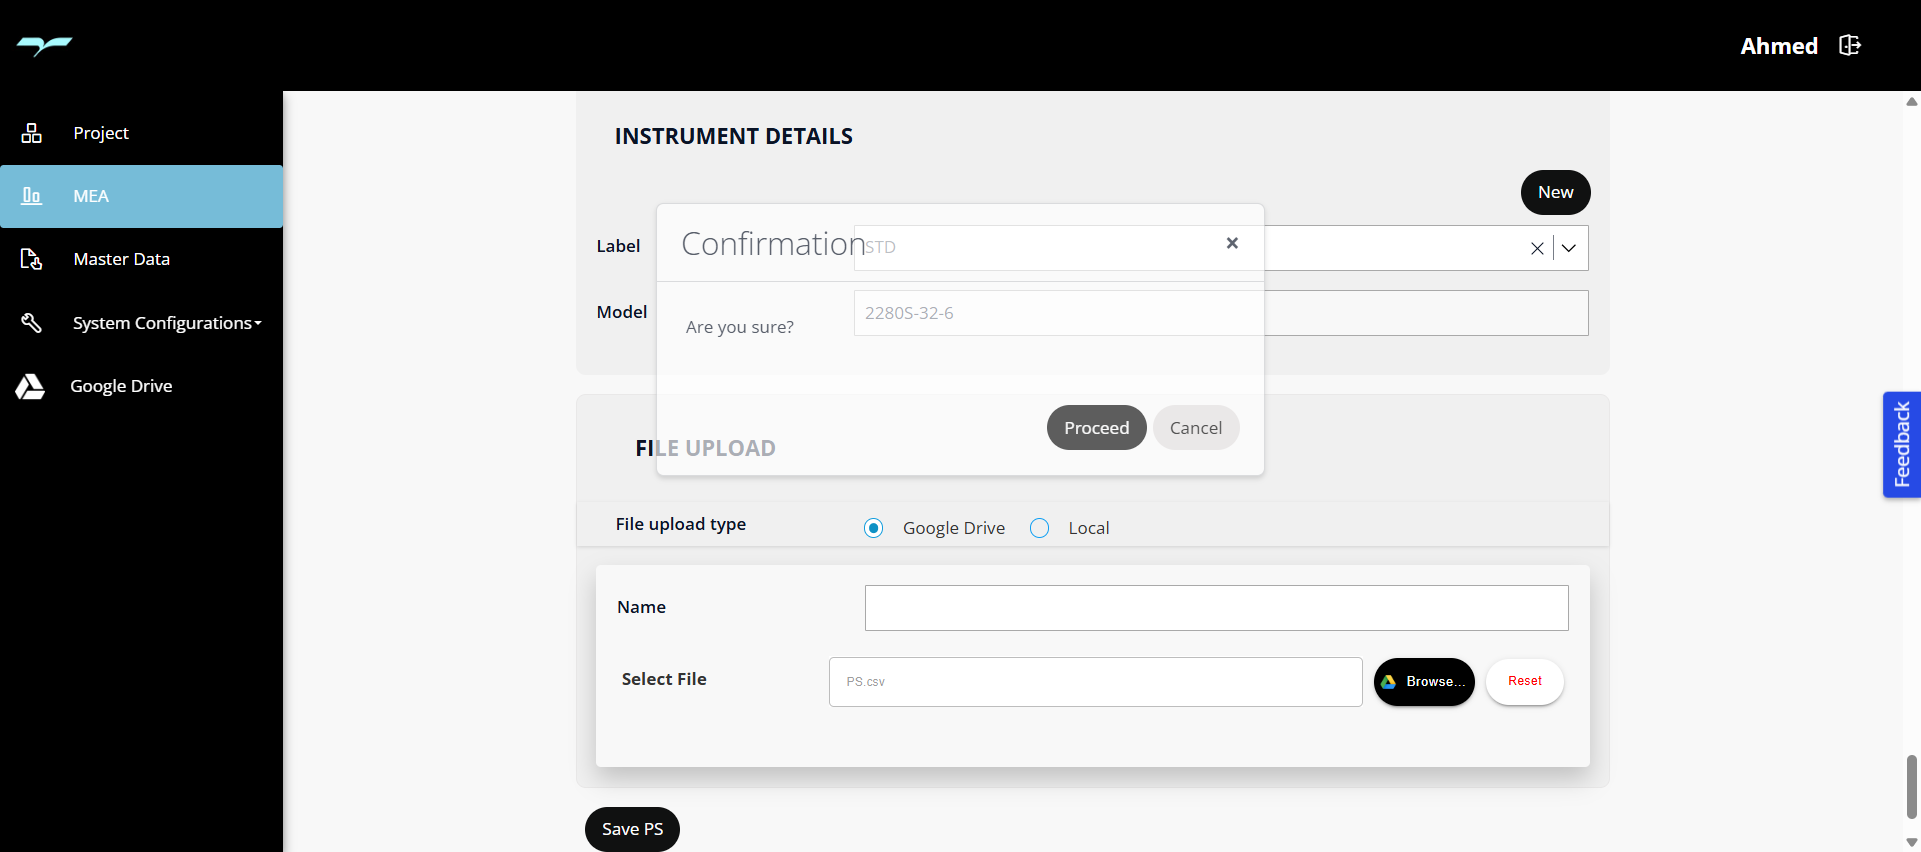 Ahmed
Project
MEA
Master Data
System Configurations
Google Drive
INSTRUMENT DETAILS
New
Label
STD
Model
2280S-32-6
Confirmation
Are you sure?
Proceed
Cancel
FILE UPLOAD
File upload type
Google Drive
Local
Name
Select File
PS.csv
Browse...
Reset
Save PS
Feedback